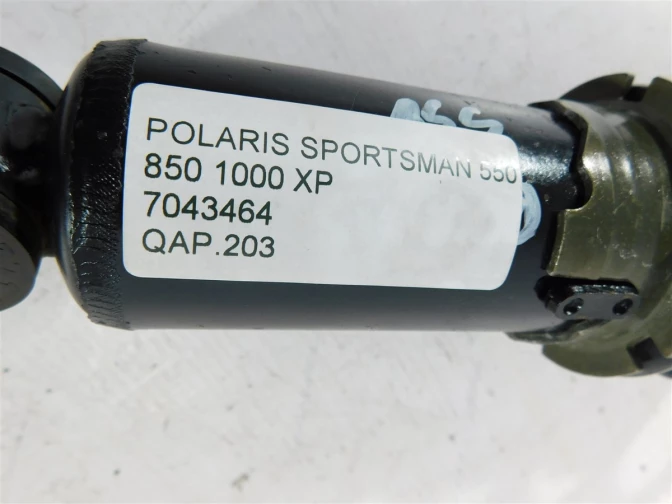 POLARIS SPORTSMAN 550
850 1000 XP
7043464
QAP.203